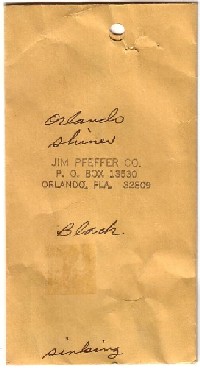 Orlando
Shiner
JIM PFEFFER CO.
P. O. BOX 13530
ORLANDO, FLA. 32809
Black.
sinking